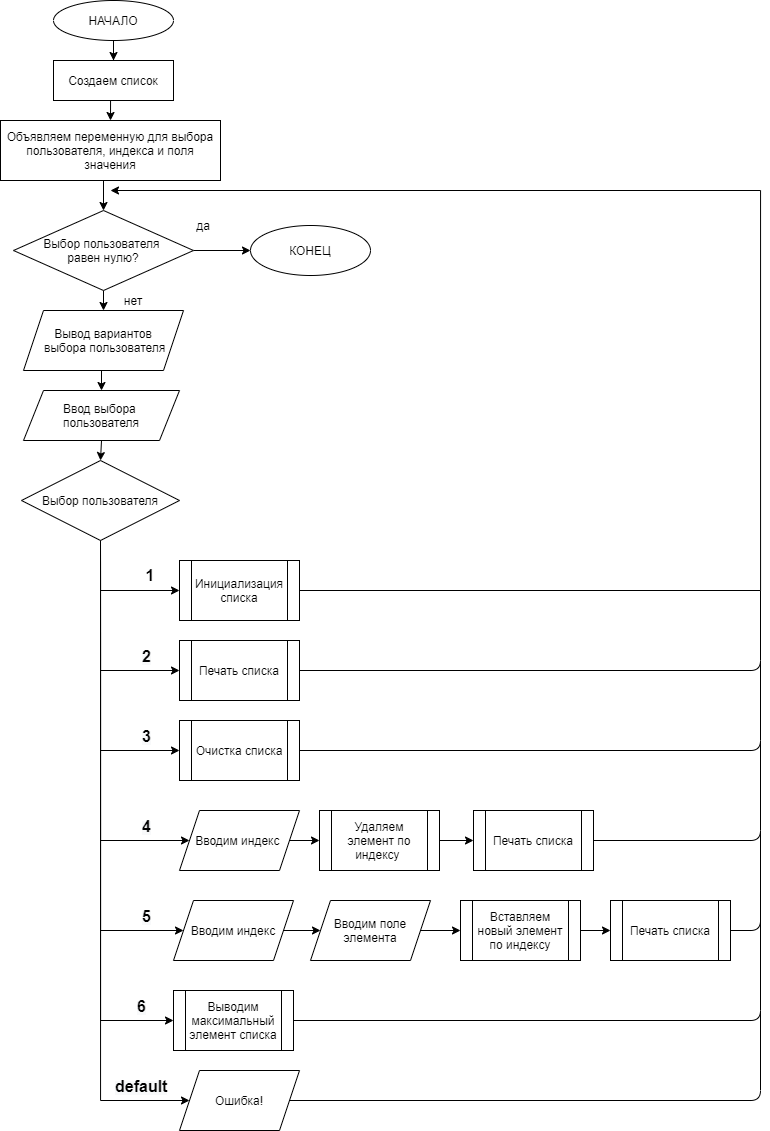 НАЧАЛО
Создаем список
Объявляем переменную для выбора
пользователя, индекса и поля
значения
Выбор пользователя
равен нулю?
да
КОНЕЦ
нет
Вывод вариантов
выбора пользователя
Ввод выбора
пользователя
Выбор пользователя
1
Инициализация
списка
2
Печать списка
3
Очистка списка
4
Вводим индекс
Удаляем
элемент по
индексу
Печать списка
5
Вводим индекс
Вводим поле
элемента
Вставляем
новый элемент
по индексу
Печать списка
6
Выводим
максимальный
элемент списка
default
Ошибка!